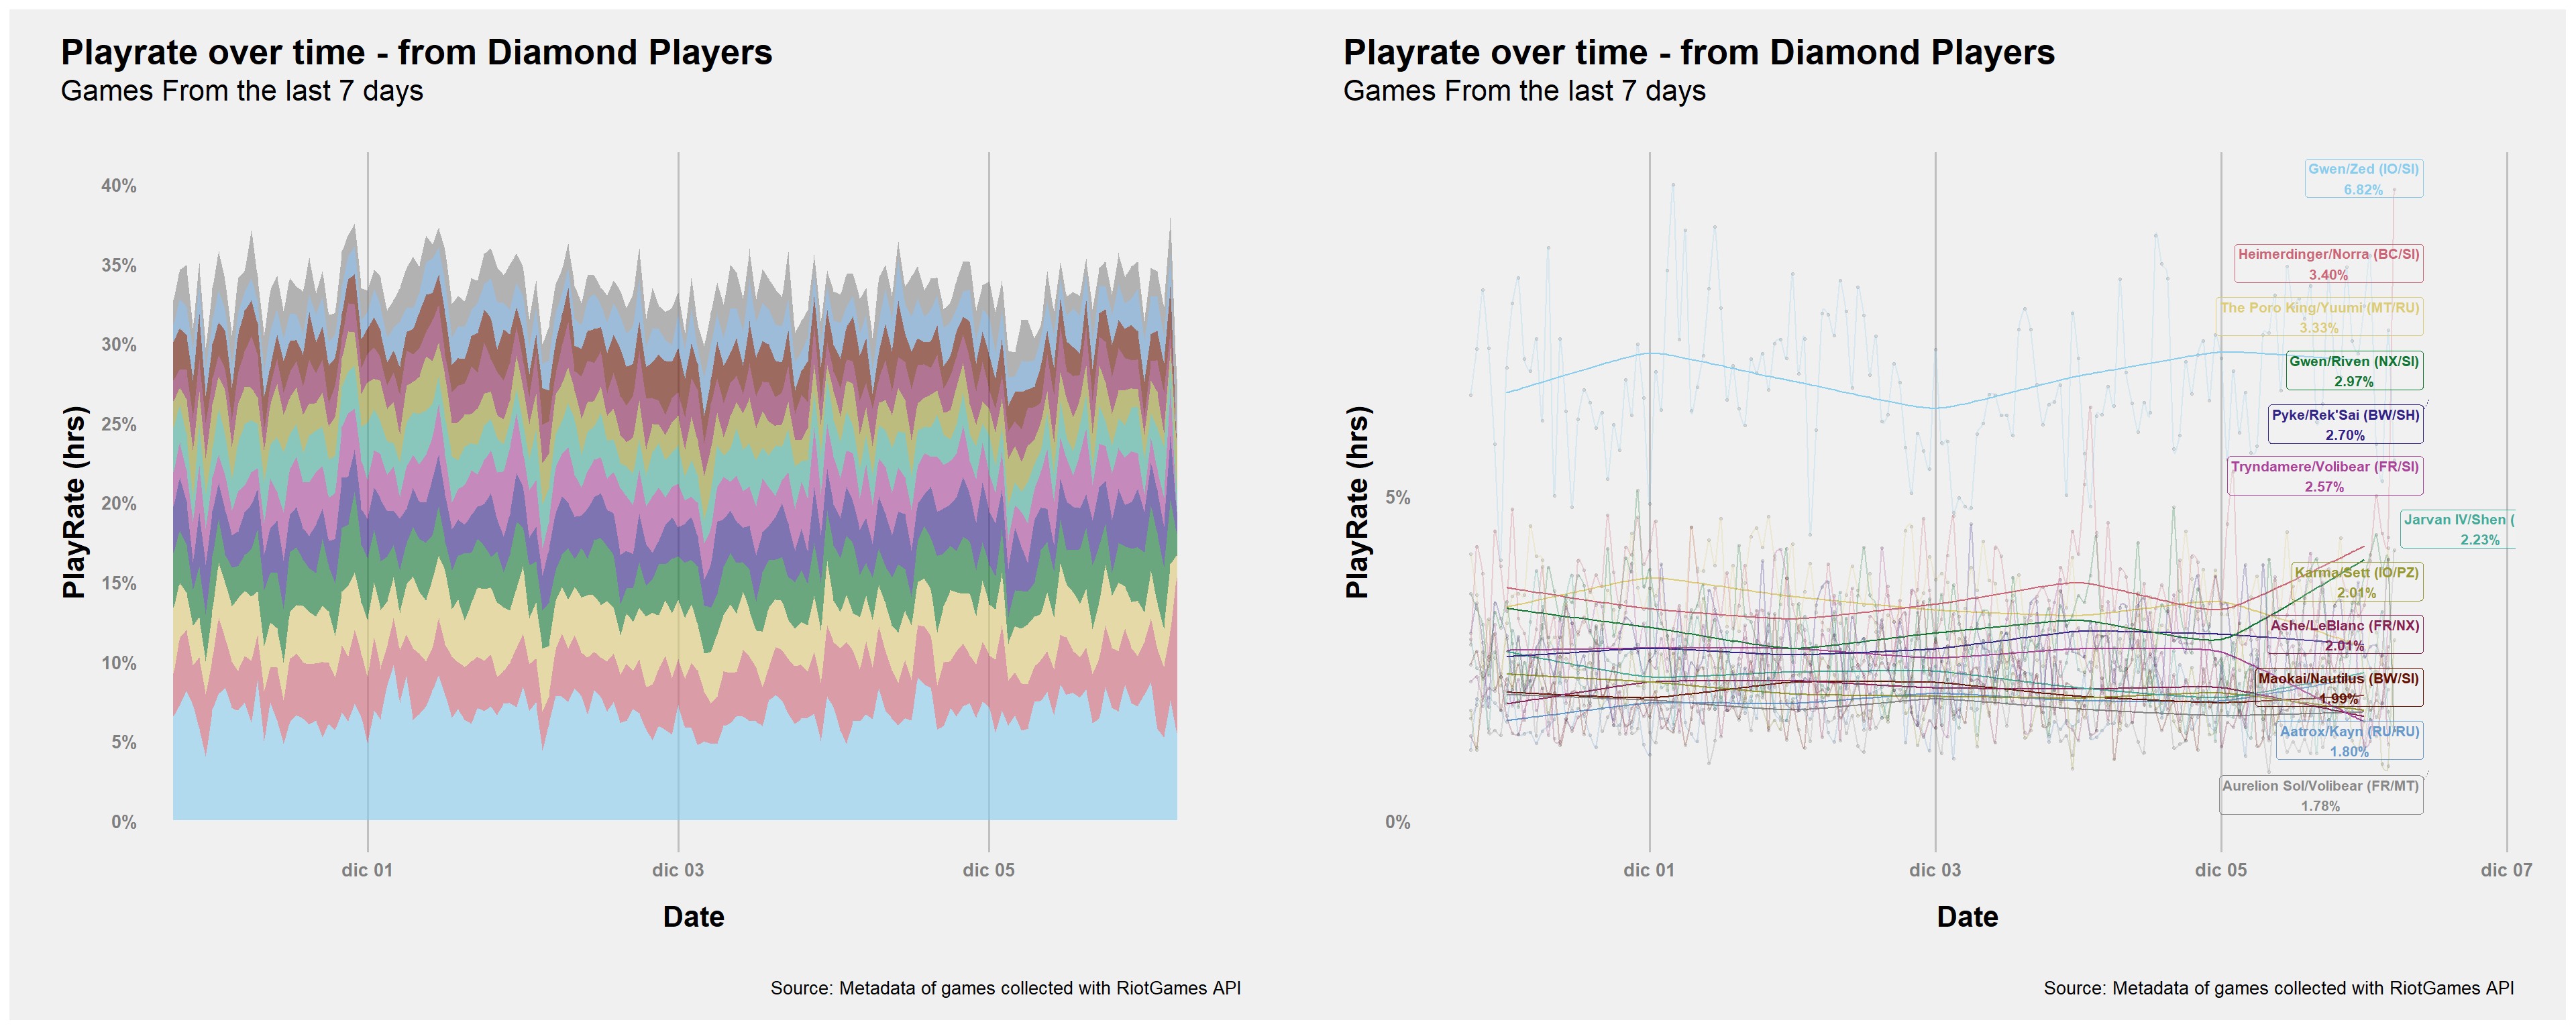 Playrate over time - from Diamond Players
Games From the last 7 days
40%
35%
30%
25%
20%
15%
10%
5%
0%
PlayRate (hrs)
dic 01
dic 03
dic 05
Date
Source: Metadata of games collected with RiotGames API
Playrate over time - from Diamond Players
Games From the last 7 days
5%
0%
PlayRate (hrs)
Gwen/Zed (IO/SI)
6.82%
Heimerdinger/Norra (BC/SI)
3.40%
The Poro King/Yuumi (MT/RU)
3.33%
Gwen/Riven (NX/SI)
2.97%
Pyke/Rek'Sai (BW/SH)
2.70%
Tryndamere/Volibear (FR/SI)
2.57%
Jarvan IV/Shen (
2.23%
Karma/Sett (IO/PZ)
2.01%
Ashe/LeBlanc (FR/NX)
2.01%
Maokai/Nautilus (BW/SI)
1.99%
Aatrox/Kayn (RU/RU)
1.80%
Aurelion Sol/Volibear (FR/MT)
1.78%
dic 01
dic 03
dic 05
dic 07
Date
Source: Metadata of games collected with RiotGames API